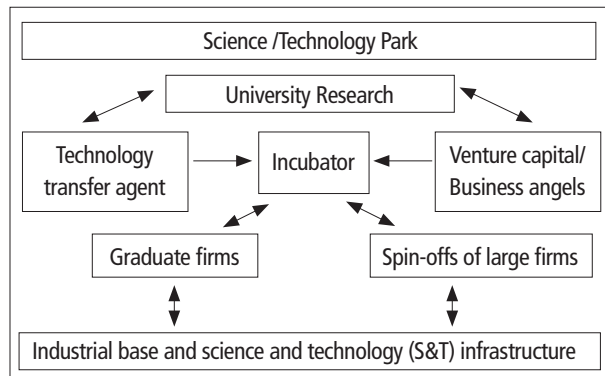 Science /Technology Park
University Research
Technology
transfer agent
Incubator
Venture capital/
Business angels
Graduate firms
Spin-offs of large firms
Industrial base and science and technology (S&T) infrastructure